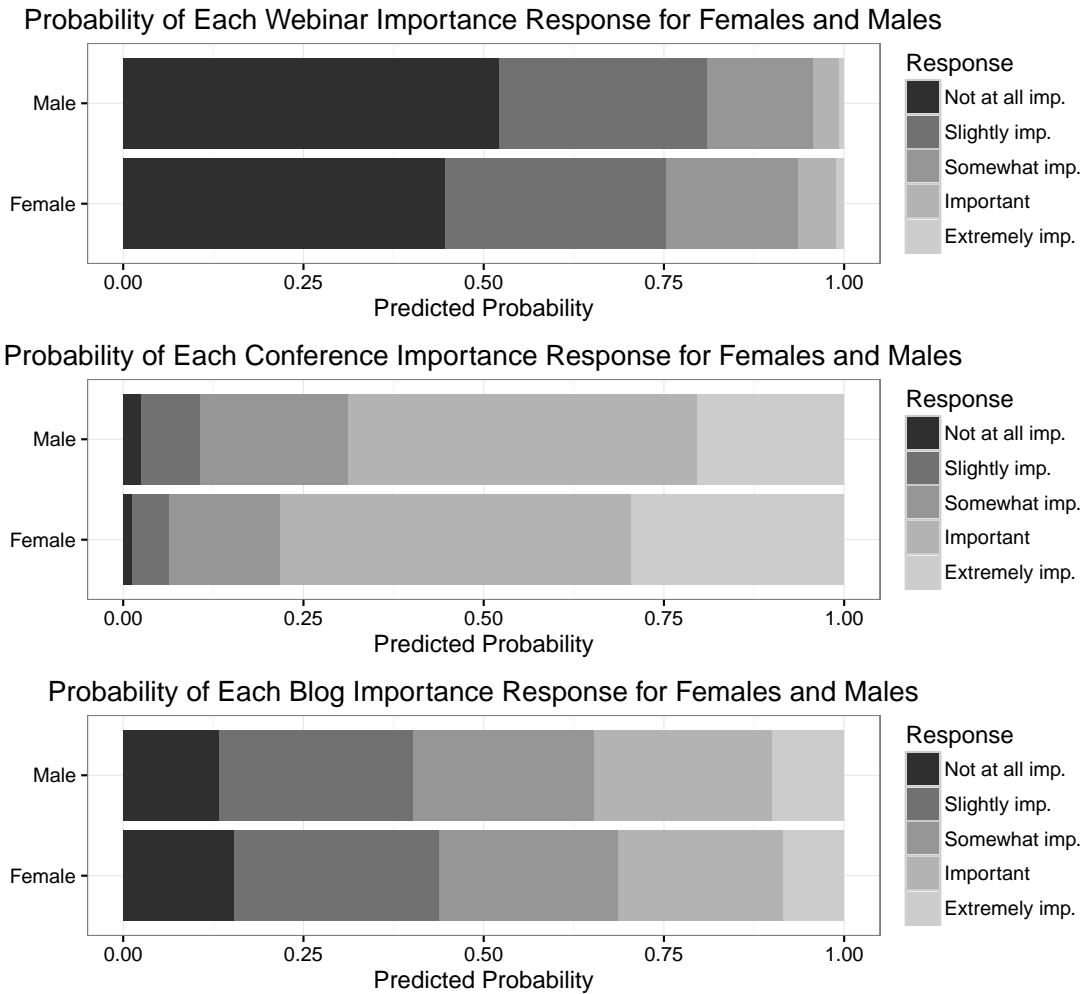 Probability of Each Webinar Importance Response for Females and Males
Male
Female
0.00 0.25 0.50 0.75 1.00
Predicted Probability
Response
Not at all imp.
Slightly imp.
Somewhat imp.
Important
Extremely imp.
Probability of Each Conference Importance Response for Females and Males
Male
Female
0.00 0.25 0.50 0.75 1.00
Predicted Probability
Response
Not at all imp.
Slightly imp.
Somewhat imp.
Important
Extremely imp.
Probability of Each Blog Importance Response for Females and Males
Male
Female
0.00 0.25 0.50 0.75 1.00
Predicted Probability
Response
Not at all imp.
Slightly imp.
Somewhat imp.
Important
Extremely imp.